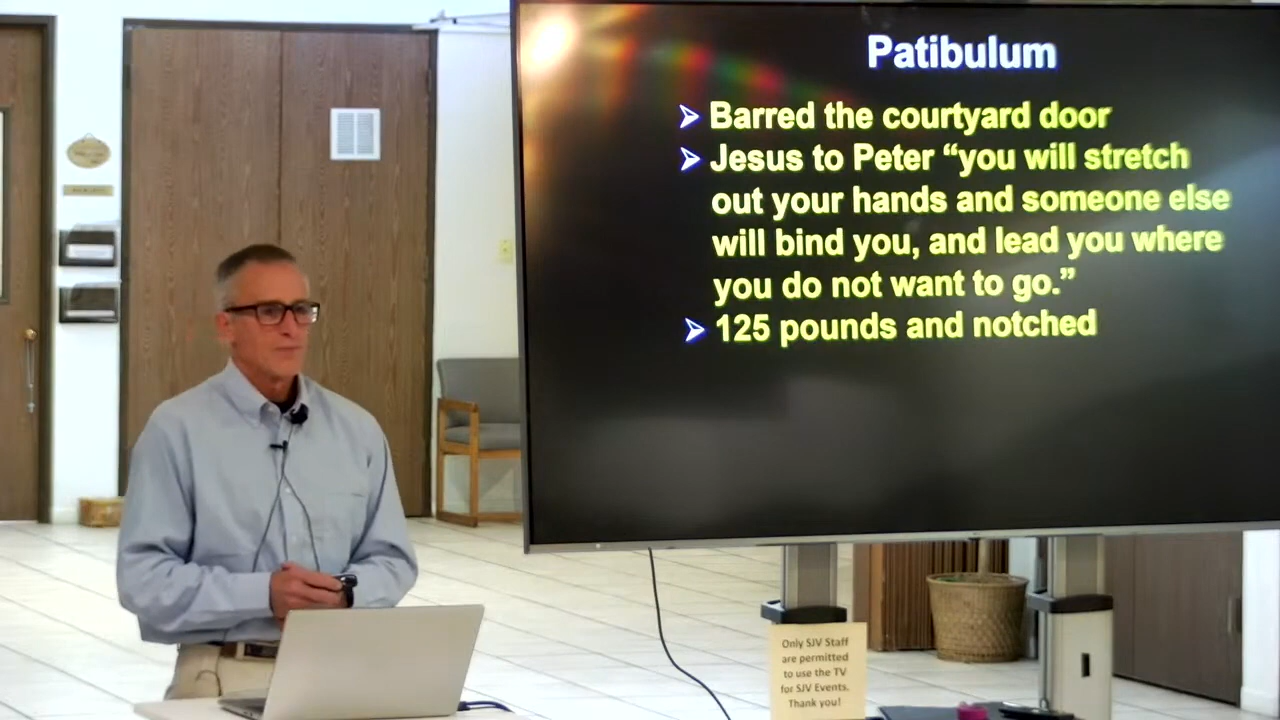 Patibulum
➢ Barred the courtyard door
➢ Jesus to Peter “you will stretch
out your hands and someone else
will bind you, and lead you where
you do not want to go.”
➢ 125 pounds and notched
Only SJV Staff
are permitted
to use the TV
for SJV Events.
Thank you!